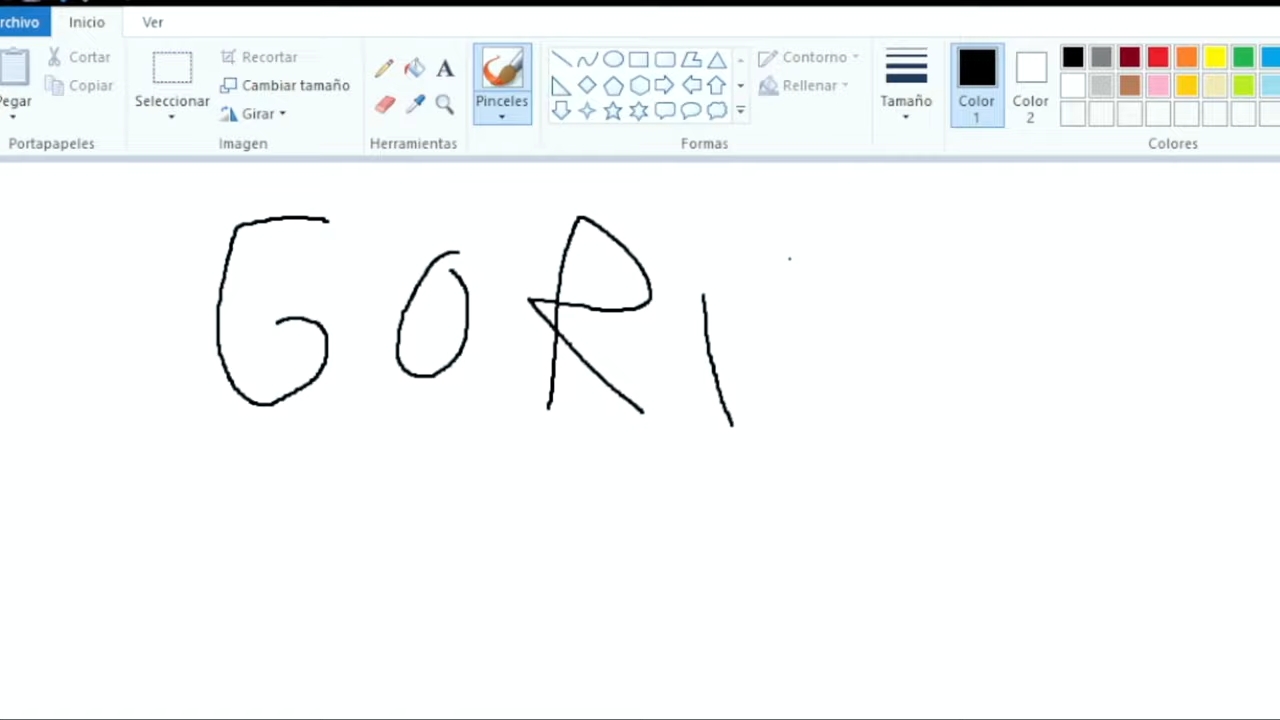 rchivo Inicio Ver
Pegar Cortar Copiar Portapapeles
Seleccionar Recortar Cambiar tamaño Girar Imagen
A Herramientas
Pinceles
Contorno Rellenar Formas
Tamaño
Color 1 Color 2 Colores
GORI